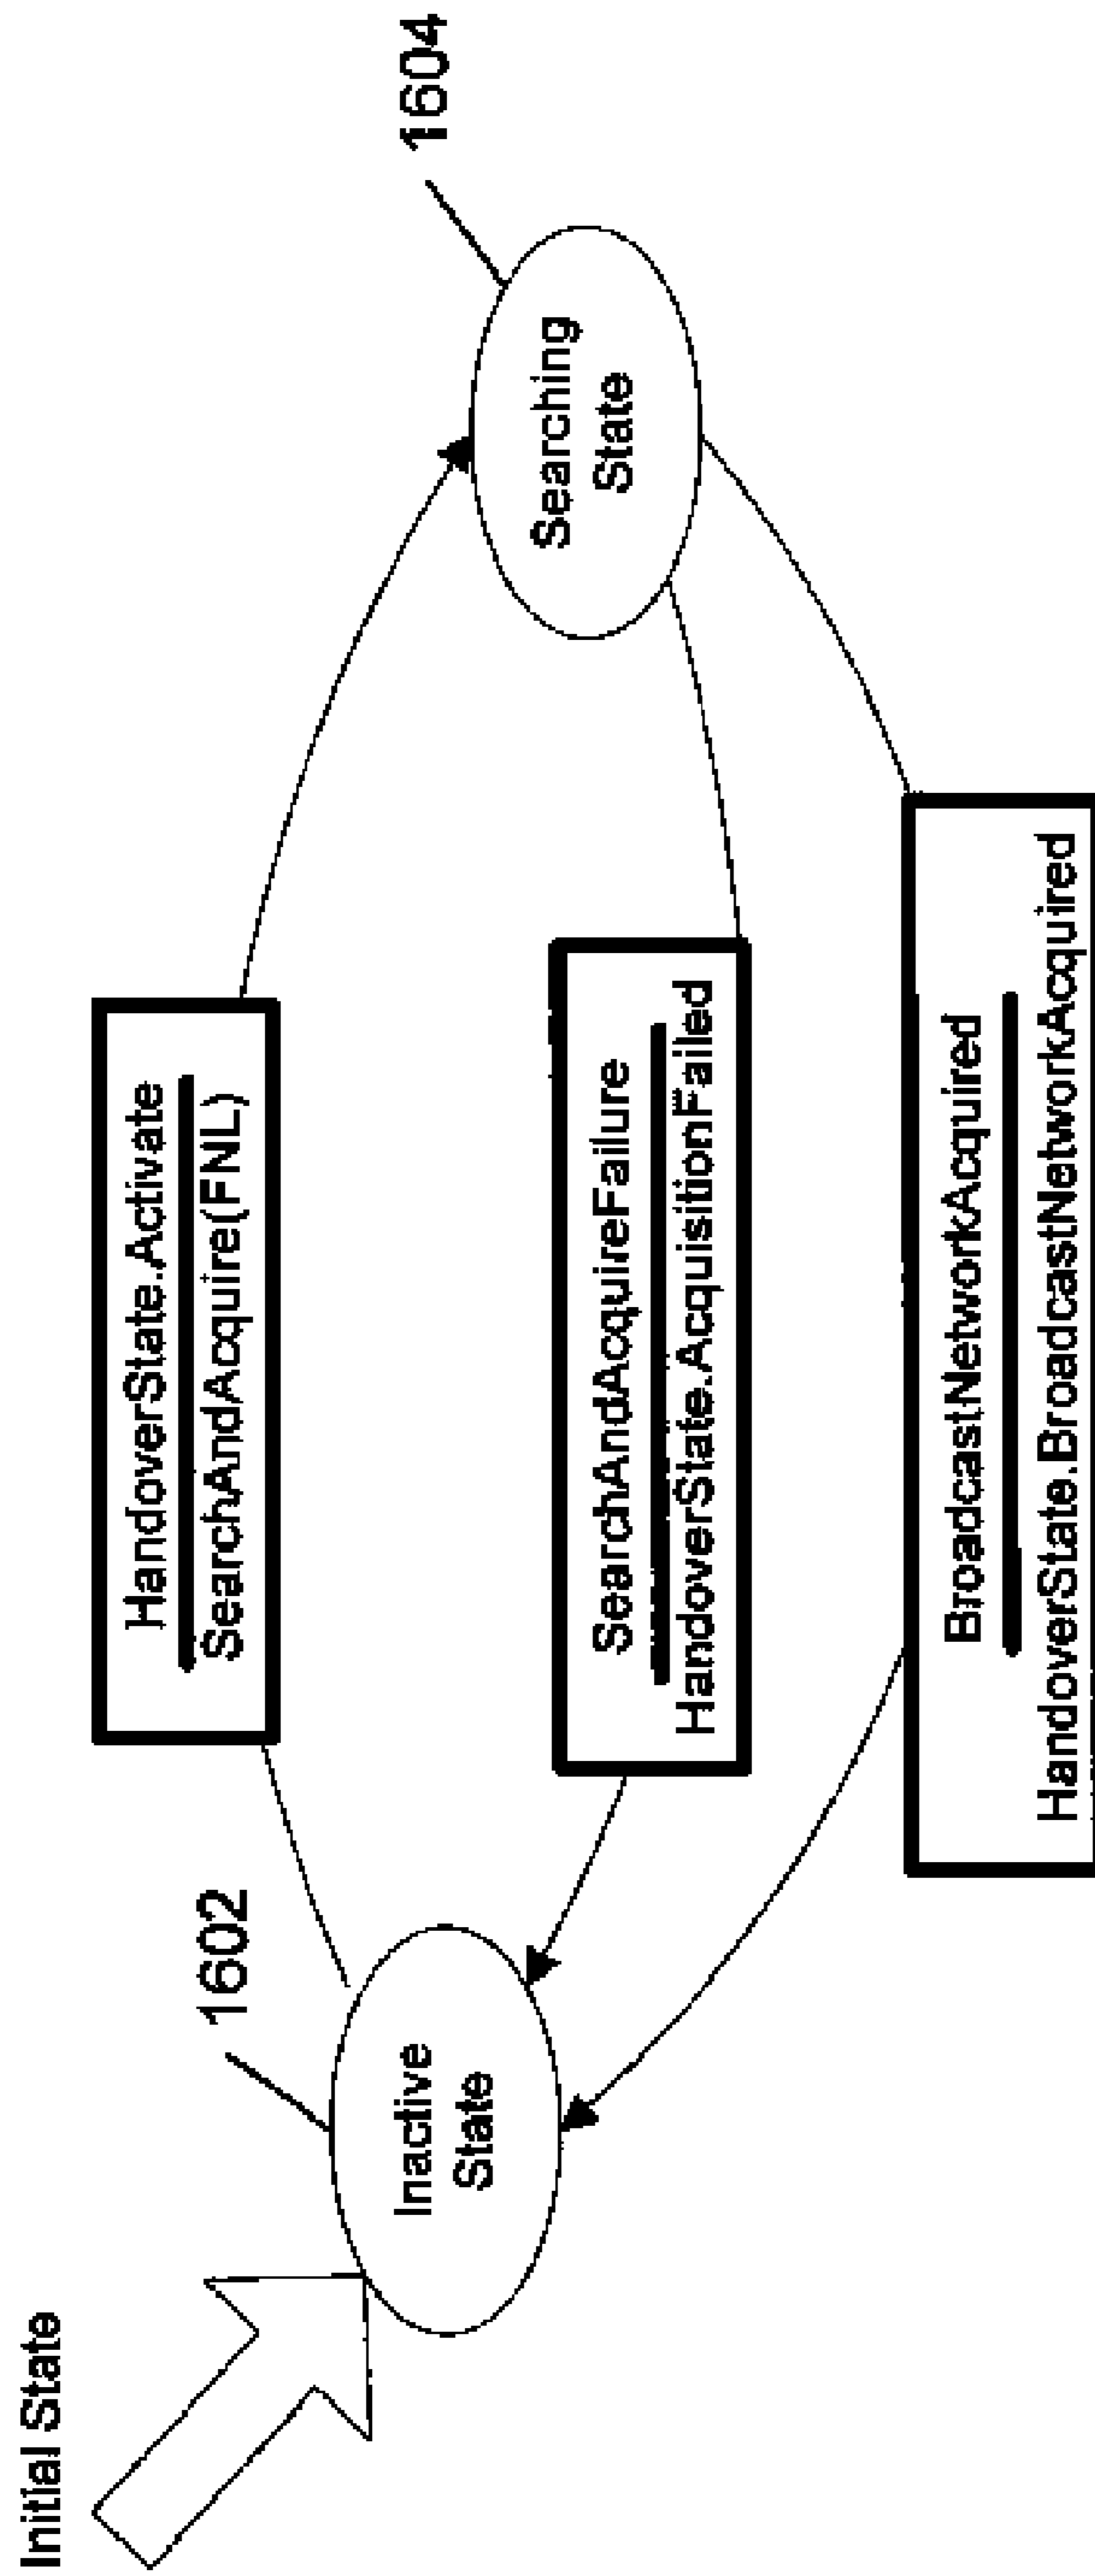 Initial State
1602
Inactive
State
HandoverState.Activate
SearchAndAcquire(FNL)
SearchAndAcquireFailure
HandoverState.AcquisitionFailed
BroadcastNetworkAcquired
HandoverState.BroadcastNetworkAcquired
1604
Searching
State